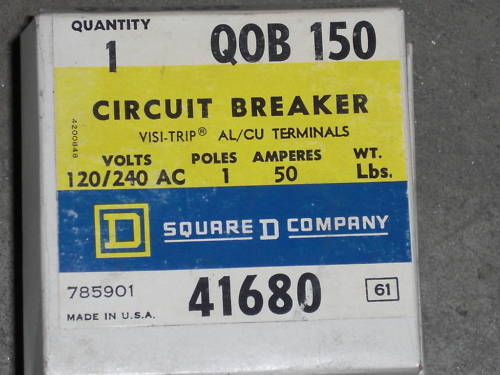 QUANTITY
1
QOB 150
CIRCUIT BREAKER
VISI-TRIP® AL/CU TERMINALS
VOLTS POLES AMPERES WT.
120/240 AC 1 50 Lbs.
4200848
D SQUARE D COMPANY
785901
41680
61
MADE IN U.S.A.